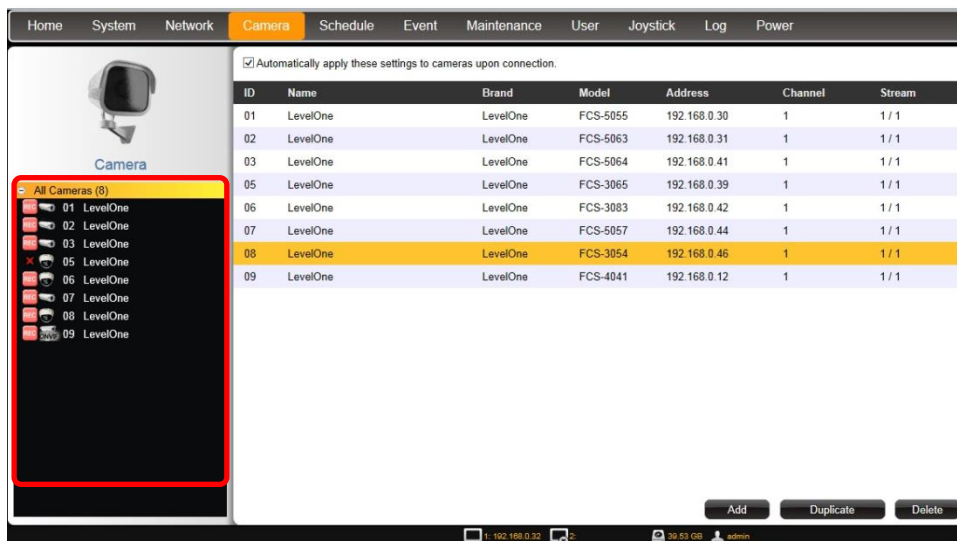 Home System Network Camera Schedule Event Maintenance User Joystick Log Power
Automatically apply these settings to cameras upon connection.
ID Name Brand Model Address Channel Stream
01 LevelOne LevelOne FCS-5055 192.168.0.30 1 1 / 1
02 LevelOne LevelOne FCS-5063 192.168.0.31 1 1 / 1
03 LevelOne LevelOne FCS-5064 192.168.0.41 1 1 / 1
05 LevelOne LevelOne FCS-3065 192.168.0.39 1 1 / 1
06 LevelOne LevelOne FCS-3083 192.168.0.42 1 1 / 1
07 LevelOne LevelOne FCS-5057 192.168.0.44 1 1 / 1
08 LevelOne LevelOne FCS-3054 192.168.0.46 1 1 / 1
09 LevelOne LevelOne FCS-4041 192.168.0.12 1 1 / 1
Camera
All Cameras (8)
REC 01 LevelOne
REC 02 LevelOne
REC 03 LevelOne
05 LevelOne
REC 06 LevelOne
REC 07 LevelOne
REC 08 LevelOne
REC ONVIF 09 LevelOne
Add Duplicate Delete
1: 192.168.0.32 2: 39.53 GB admin